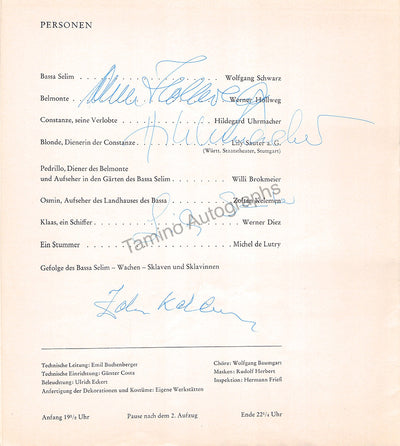 PERSONEN
Bassa Selim . . . . . . . . . . . . . . . . Wolfgang Schwarz
Belmonte . . . . . . . . . . . . . . . . Werner Hollweg
Werner Hollweg
Constanze, seine Verlobte . . . . . . . . Hildegard Uhrmacher
H. Uhrmacher
Blonde, Dienerin der Constanze . . . . . . Lily Sauter a. G.
(Württ. Staatstheater, Stuttgart)
Pedrillo, Diener des Belmonte
und Aufseher in den Gärten des Bassa Selim . . . . Willi Brokmeier
Osmin, Aufseher des Landhauses des Bassa . . . . Zoltan Kelemen
Klaas, ein Schiffer . . . . . . . . . . . . Werner Diez
Ein Stummer . . . . . . . . . . . . Michel de Lutry
Tamino Autographs
Gefolge des Bassa Selim – Wachen – Sklaven und Sklavinnen
Technische Leitung: Emil Buchenberger
Technische Einrichtung: Günter Costa
Beleuchtung: Ulrich Eckert
Anfertigung der Dekorationen und Kostüme: Eigene Werkstätten
Chöre: Wolfgang Baumgart
Masken: Rudolf Herbert
Inspektion: Hermann Frieß
Anfang 19½ Uhr Pause nach dem 2. Aufzug Ende 22¼ Uhr